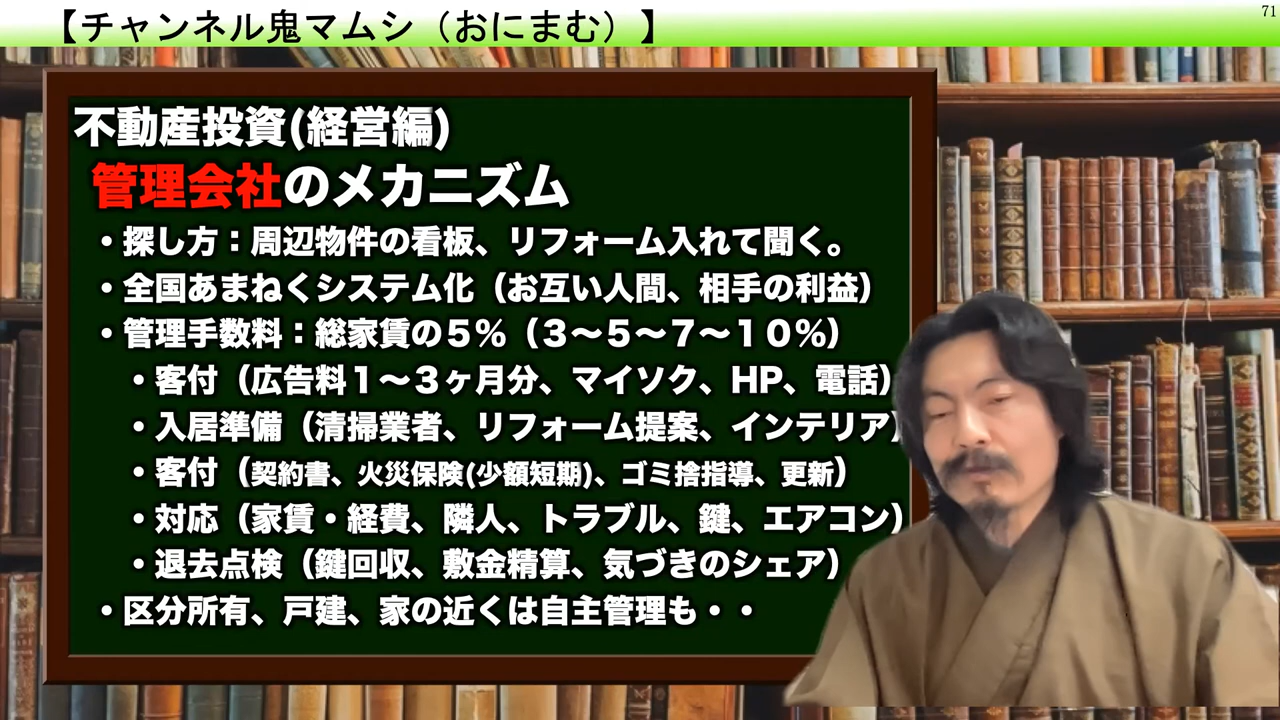 【チャンネル鬼マムシ（おにまむ）】
71
不動産投資(経営編)
管理会社のメカニズム
・探し方：周辺物件の看板、リフォーム入れて聞く。
・全国あまねくシステム化（お互い人間、相手の利益）
・管理手数料：総家賃の５％（３～５～７～１０％）
・客付（広告料１～３ヶ月分、マイソク、HP、電話）
・入居準備（清掃業者、リフォーム提案、インテリア）
・客付（契約書、火災保険(少額短期)、ゴミ捨指導、更新）
・対応（家賃・経費、隣人、トラブル、鍵、エアコン）
・退去点検（鍵回収、敷金精算、気づきのシェア）
・区分所有、戸建、家の近くは自主管理も・・